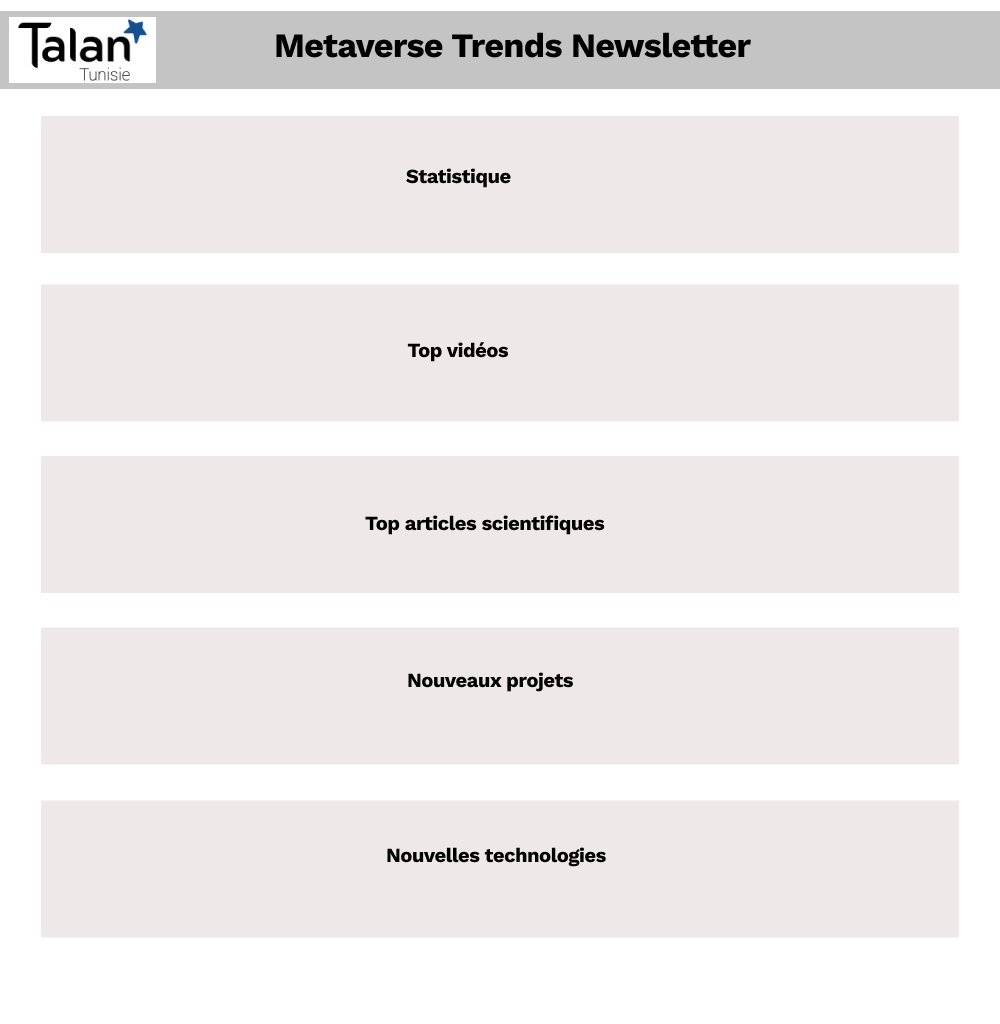 Talan
Tunisie
Metaverse Trends Newsletter
Statistique
Top vidéos
Top articles scientifiques
Nouveaux projets
Nouvelles technologies